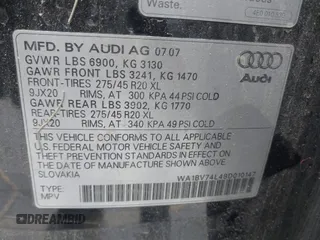 Waste.
MFD. BY AUDI AG 07-07
GVWR LBS 6900, KG 3130
GAWR FRONT LBS 3241, KG 1470
FRONT-TIRES 275/45 R20 XL
9JX20 RIMS, AT 300 KPA 44 PSI COLD
GAWR REAR LBS 3902, KG 1770
REAR-TIRES 275/45 R20 XL
9JX20 RIMS, AT 340 KPA 49 PSI COLD
THIS VEHICLE CONFORMS TO ALL APPLICABLE
U.S. FEDERAL MOTOR VEHICLE SAFETY
STANDARDS IN EFFECT ON THE DATE OF
MANUFACTURE SHOWN ABOVE.
SLOVAKIA
TYPE: WA1BV74L49D010147
MPV
Audi